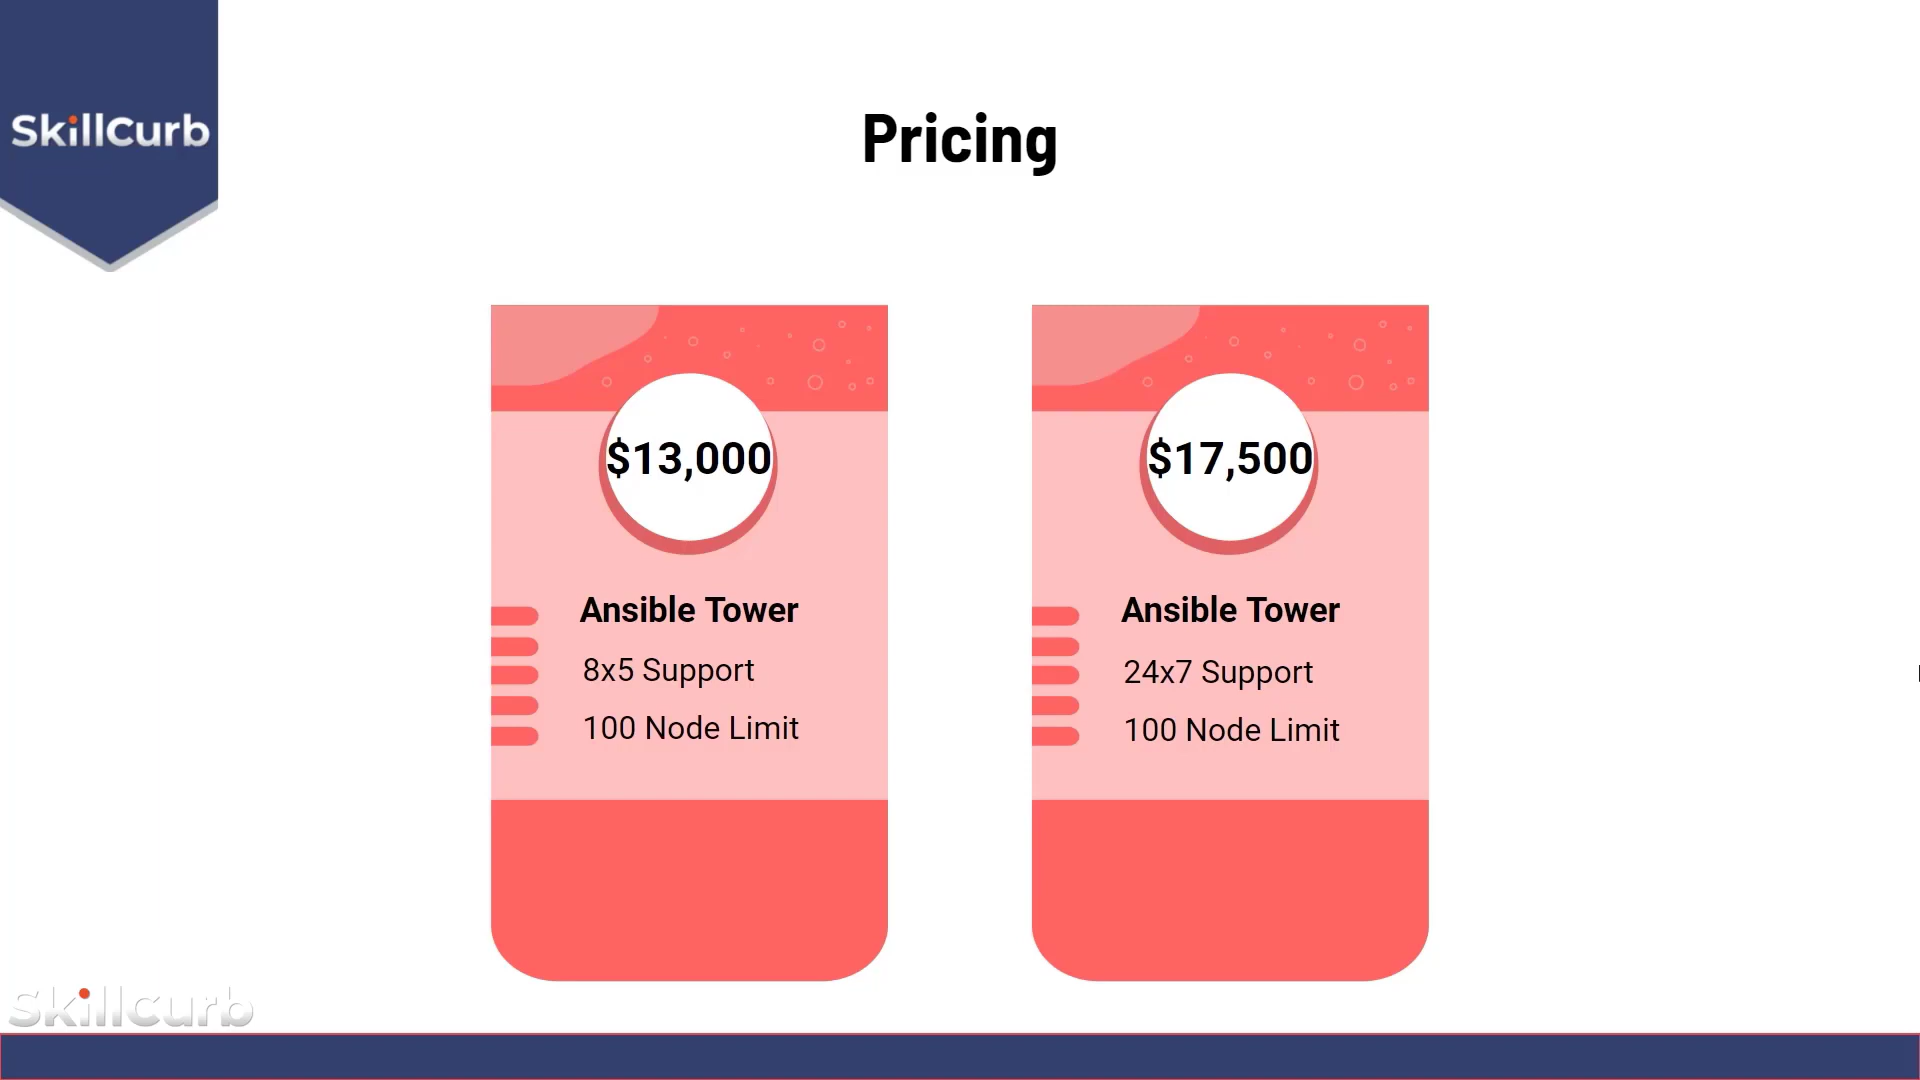 SkillCurb
Pricing
$13,000
Ansible Tower
8x5 Support
100 Node Limit
$17,500
Ansible Tower
24x7 Support
100 Node Limit
Skillcurb